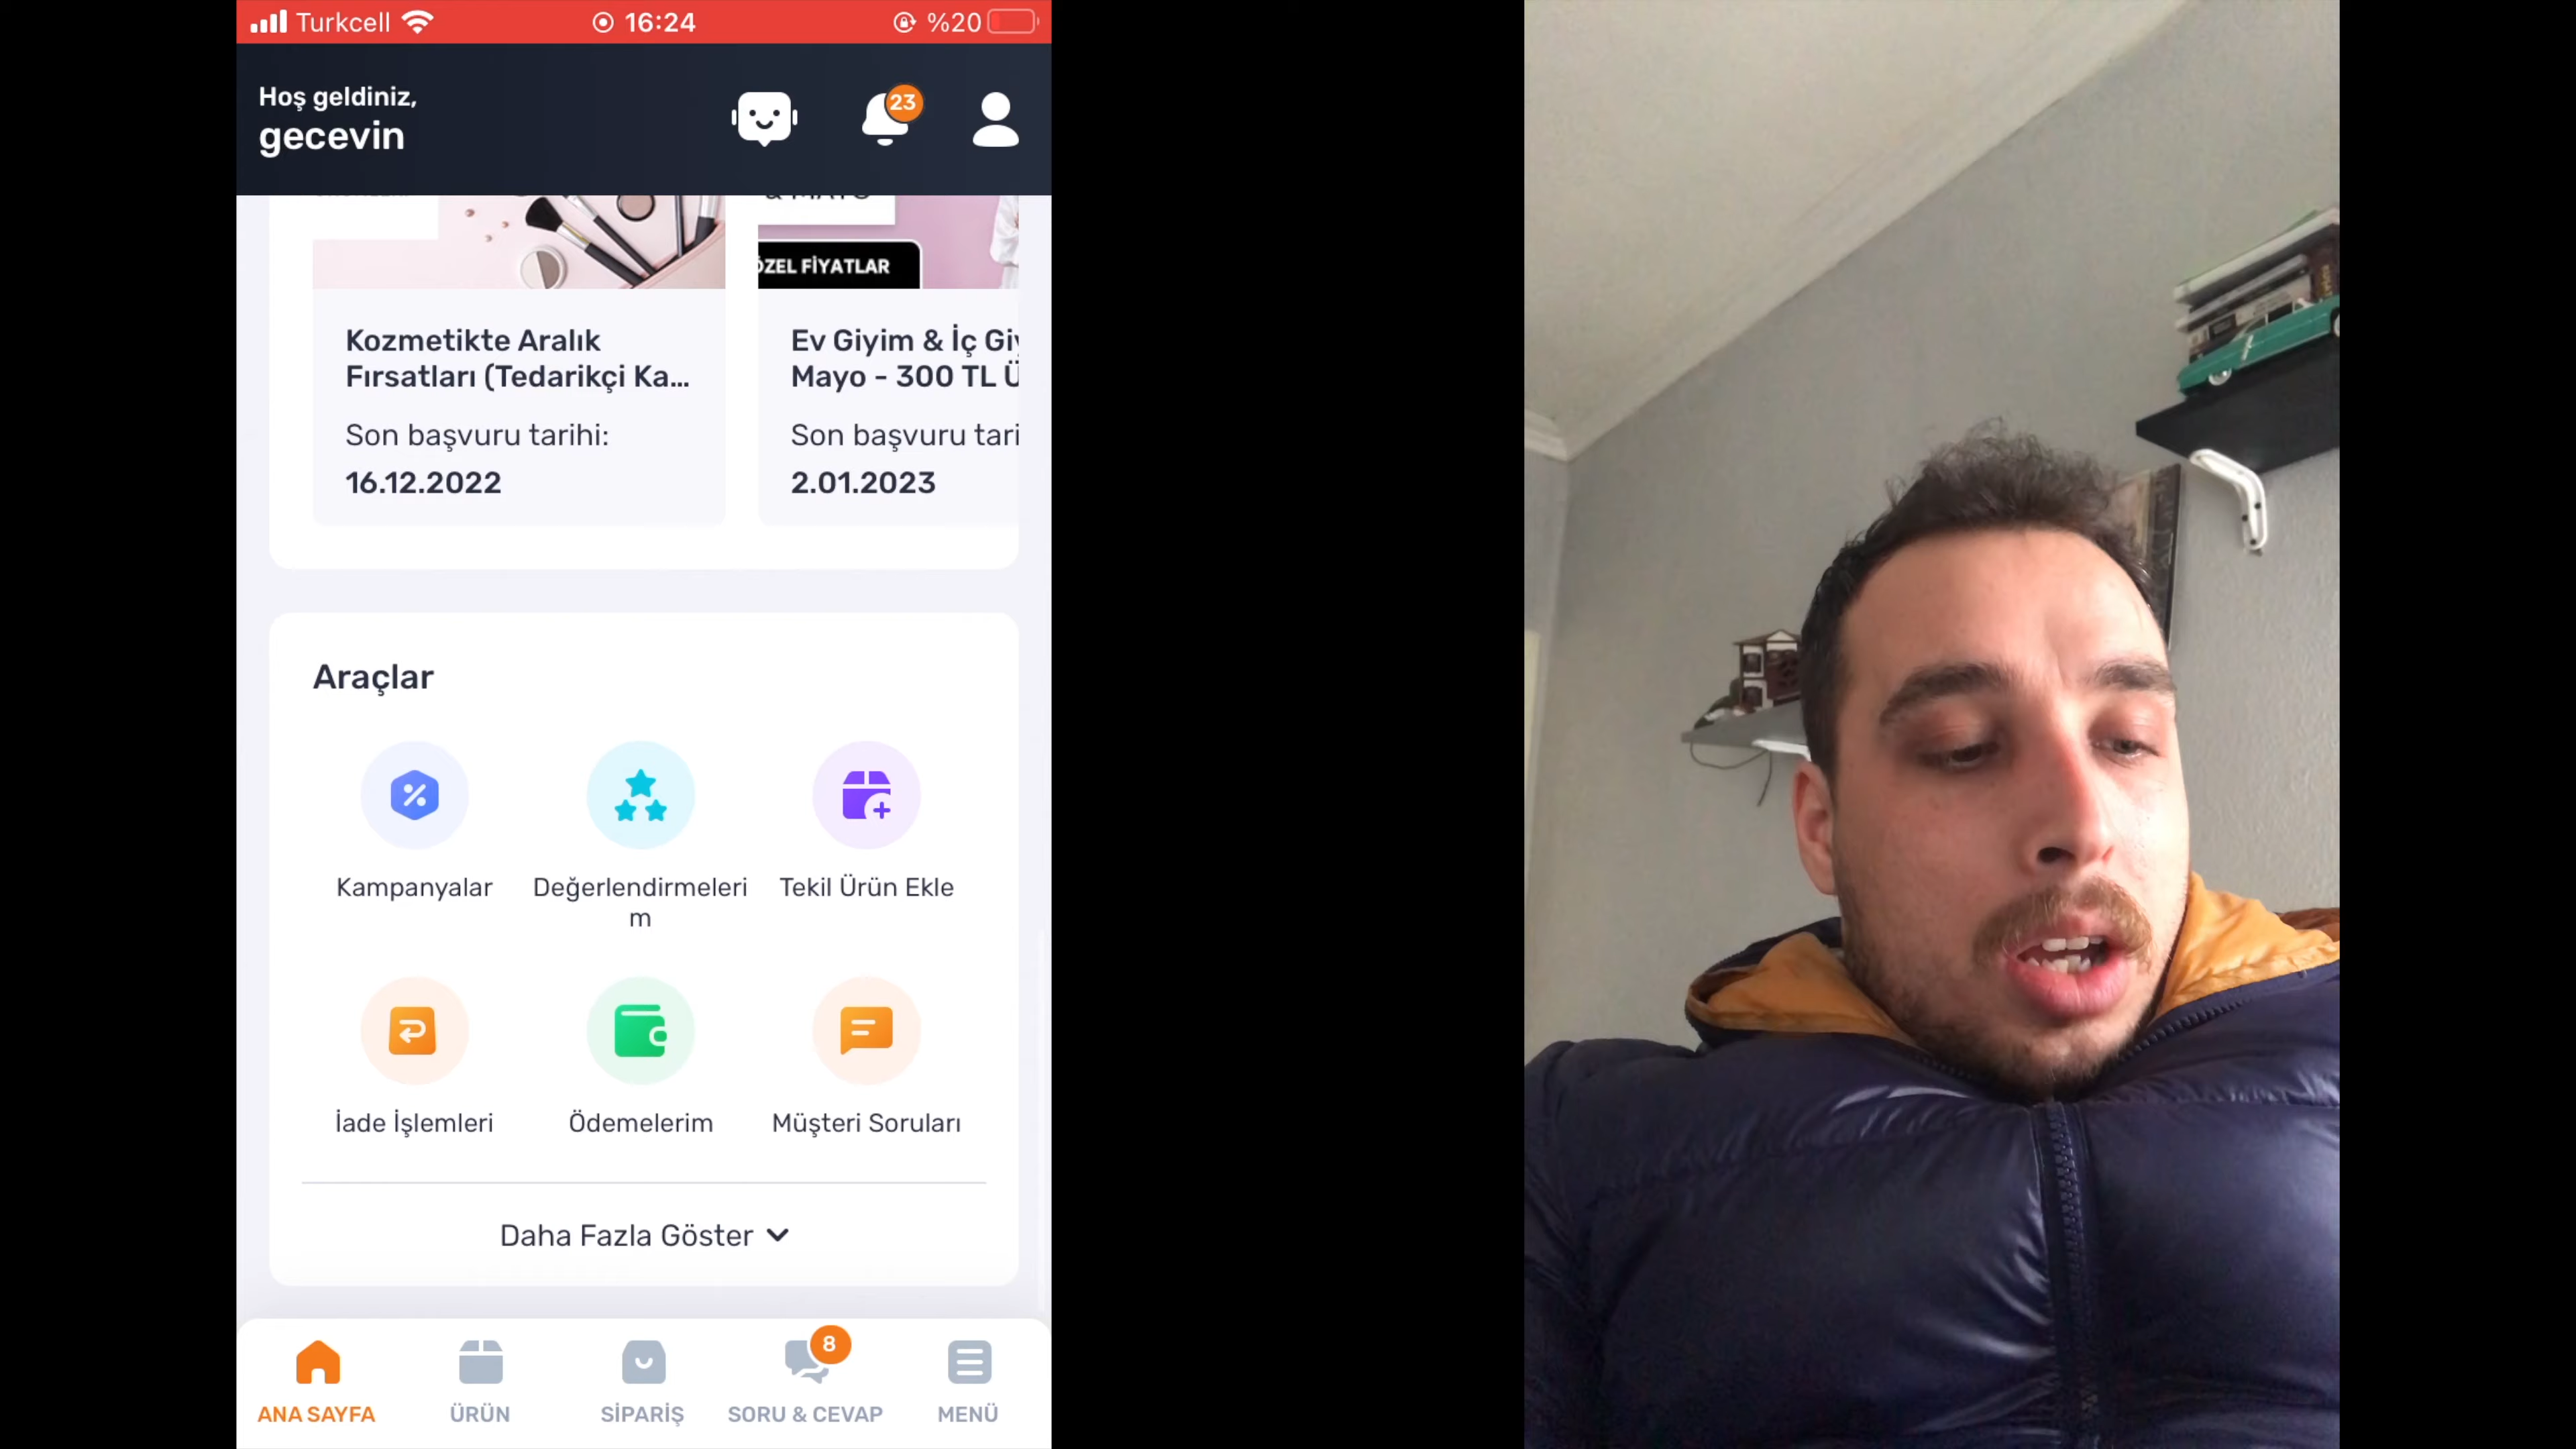 Turkcell 16:24 %20
Hoş geldiniz,
gecevin
23
ÖZEL FİYATLAR
Kozmetikte Aralık
Fırsatları (Tedarikçi Ka...
Son başvuru tarihi:
16.12.2022
Ev Giyim & İç Giy
Mayo - 300 TL Ü
Son başvuru tari
2.01.2023
Araçlar
Kampanyalar
Değerlendirmeleri
m
Tekil Ürün Ekle
İade İşlemleri
Ödemelerim
Müşteri Soruları
Daha Fazla Göster
8
ANA SAYFA
ÜRÜN
SİPARİŞ
SORU & CEVAP
MENÜ